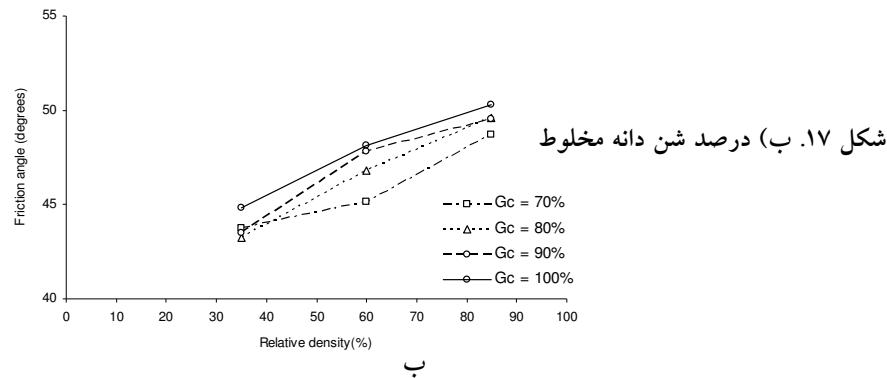 55
50
45
40
Friction angle (degrees)
0 10 20 30 40 50 60 70 80 90 100
Relative density(%)
Gc = 70%
Gc = 80%
Gc = 90%
Gc = 100%
شکل ۱۷. ب) درصد شن دانه مخلوط
ب